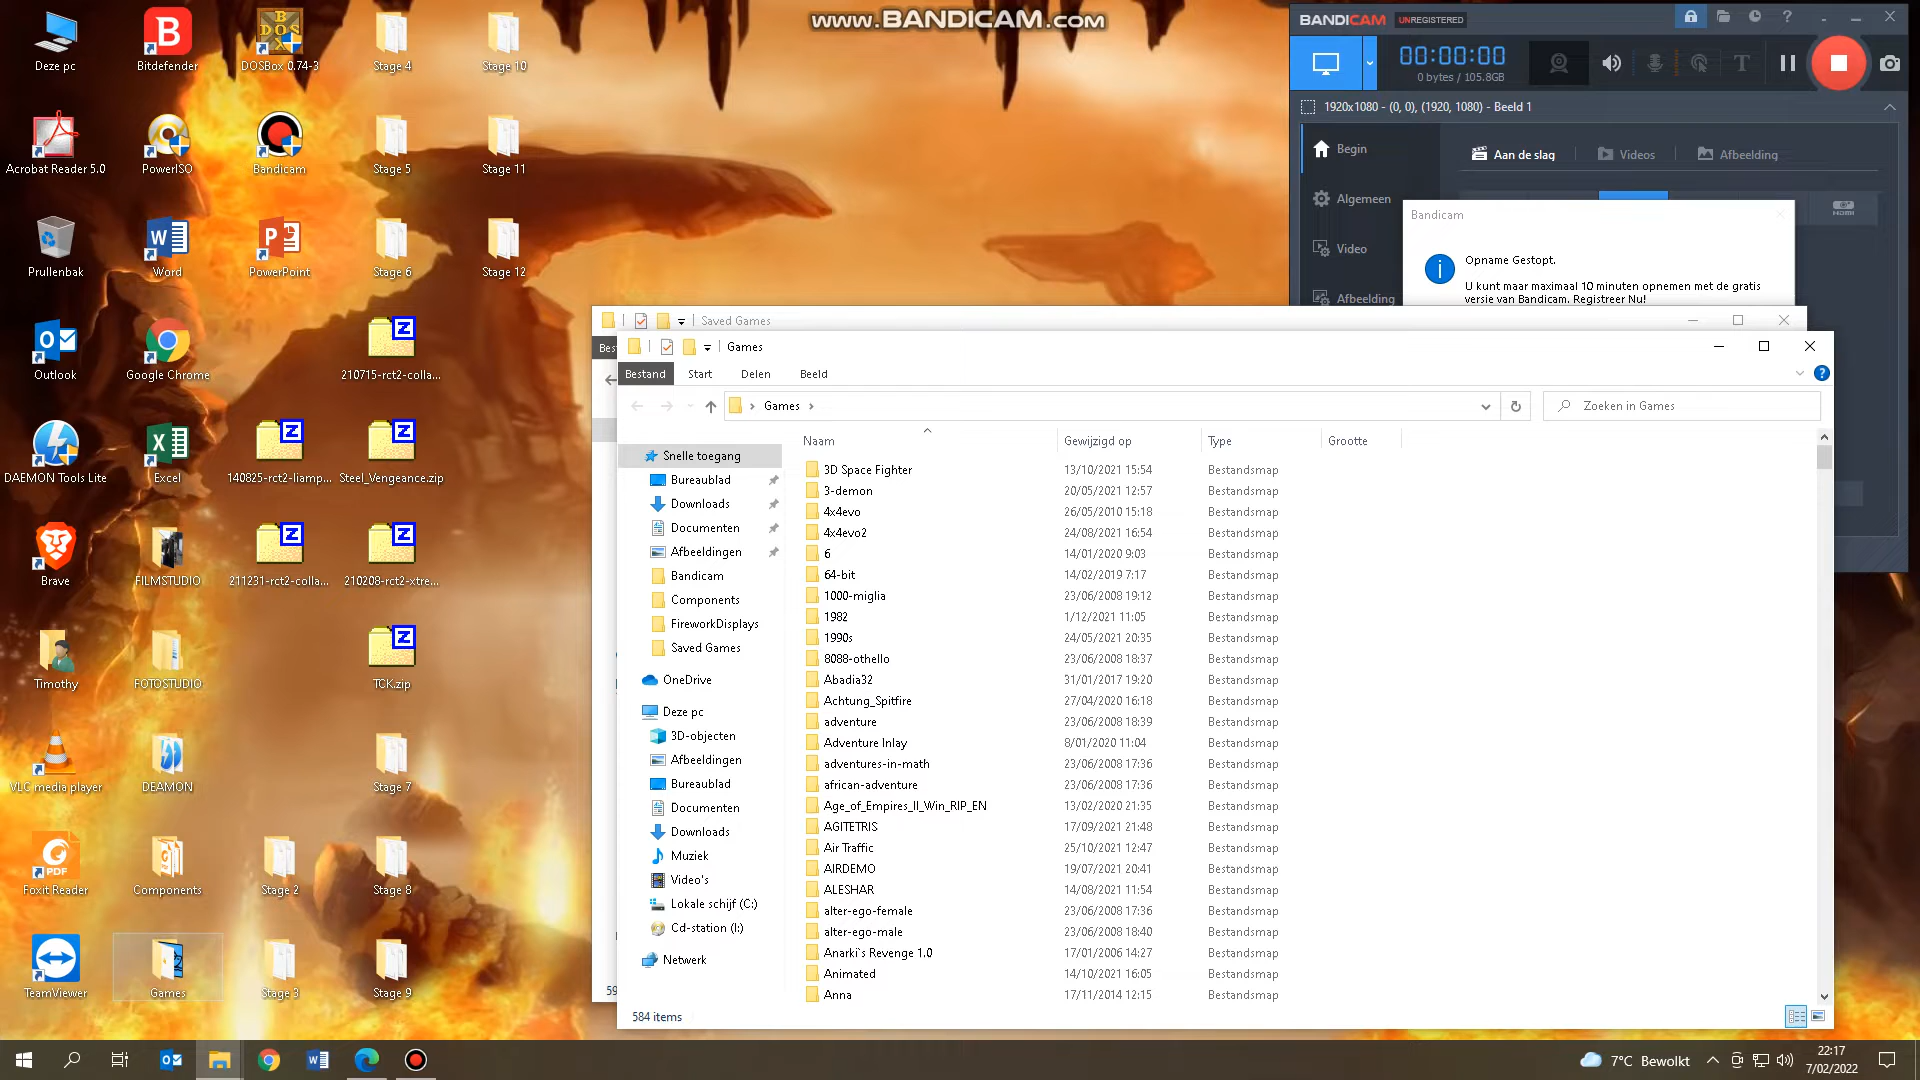 www.BANDICAM.com
Deze pc
Bitdefender
DOSBox 0.74-3
Stage 4
Stage 10
Acrobat Reader 5.0
PowerISO
Bandicam
Stage 5
Stage 11
Prullenbak
Word
PowerPoint
Stage 6
Stage 12
Outlook
Google Chrome
210715-rct2-colla...
DAEMON Tools Lite
Excel
140825-rct2-liamp...
Steel_Vengeance.zip
Brave
FILMSTUDIO
211231-rct2-colla...
210208-rct2-xtre...
Timothy
FOTOSTUDIO
TCK.zip
VLC media player
DEAMON
Stage 7
Foxit Reader
Components
Stage 2
Stage 8
TeamViewer
Games
Stage 3
Stage 9
BANDICAM UNREGISTERED
00:00:00
0 bytes / 105.8GB
1920x1080 - (0, 0), (1920, 1080) - Beeld 1
Begin
Aan de slag
Videos
Afbeelding
Algemeen
Video
Afbeelding
HDMI
Bandicam
Opname Gestopt.
U kunt maar maximaal 10 minuten opnemen met de gratis
versie van Bandicam. Registreer Nu!
Saved Games
Bes
59
Games
Bestand Start Delen Beeld
Games
Zoeken in Games
Snelle toegang
Bureaublad
Downloads
Documenten
Afbeeldingen
Bandicam
Components
FireworkDisplays
Saved Games
OneDrive
Deze pc
3D-objecten
Afbeeldingen
Bureaublad
Documenten
Downloads
Muziek
Video's
Lokale schijf (C:)
Cd-station (I:)
Netwerk
Naam Gewijzigd op Type Grootte
3D Space Fighter 13/10/2021 15:54 Bestandsmap
3-demon 20/05/2021 12:57 Bestandsmap
4x4evo 26/05/2010 15:18 Bestandsmap
4x4evo2 24/08/2021 16:54 Bestandsmap
6 14/01/2020 9:03 Bestandsmap
64-bit 14/02/2019 7:17 Bestandsmap
1000-miglia 23/06/2008 19:12 Bestandsmap
1982 1/12/2021 11:05 Bestandsmap
1990s 24/05/2021 20:35 Bestandsmap
8088-othello 23/06/2008 18:37 Bestandsmap
Abadia32 31/01/2017 19:20 Bestandsmap
Achtung_Spitfire 27/04/2020 16:18 Bestandsmap
adventure 23/06/2008 18:39 Bestandsmap
Adventure Inlay 8/01/2020 11:04 Bestandsmap
adventures-in-math 23/06/2008 17:36 Bestandsmap
african-adventure 23/06/2008 17:36 Bestandsmap
Age_of_Empires_II_Win_RIP_EN 13/02/2020 21:35 Bestandsmap
AGITETRIS 17/09/2021 21:48 Bestandsmap
Air Traffic 25/10/2021 12:47 Bestandsmap
AIRDEMO 19/07/2021 20:41 Bestandsmap
ALESHAR 14/08/2021 11:54 Bestandsmap
alter-ego-female 23/06/2008 17:36 Bestandsmap
alter-ego-male 23/06/2008 18:40 Bestandsmap
Anarki`s Revenge 1.0 17/01/2006 14:27 Bestandsmap
Animated 14/10/2021 16:05 Bestandsmap
Anna 17/11/2014 12:15 Bestandsmap
584 items
7°C Bewolkt
22:17
7/02/2022